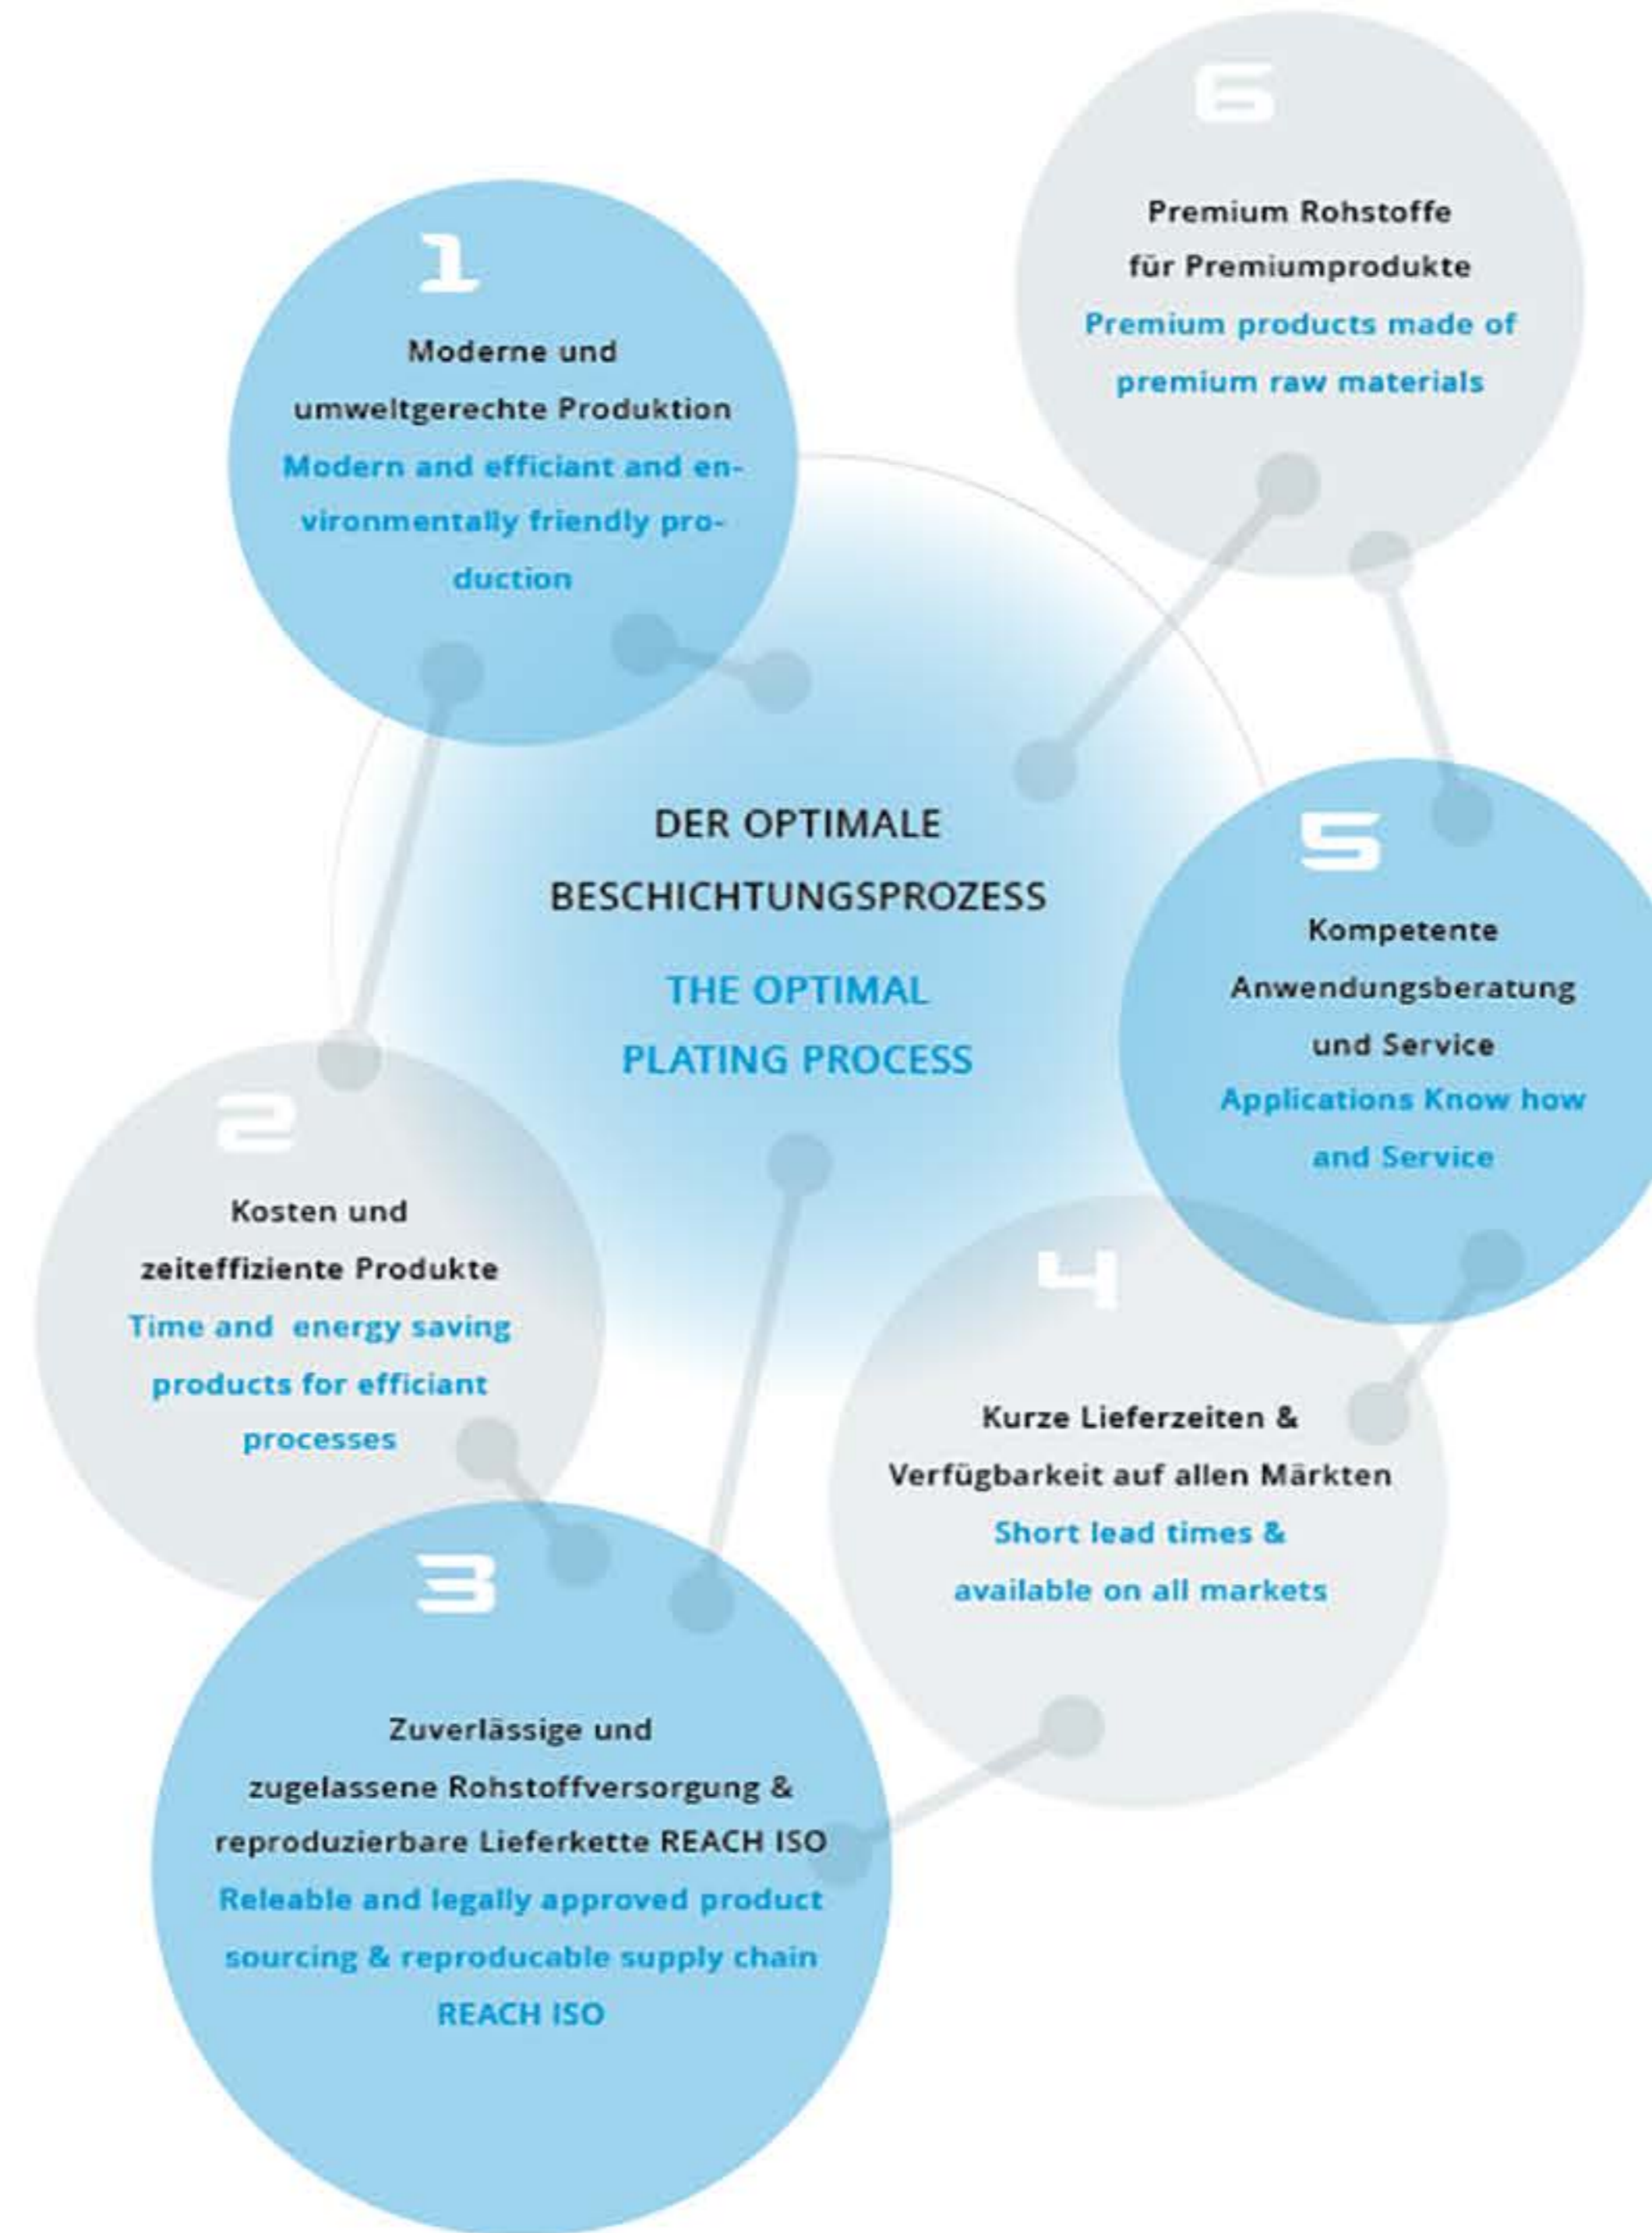 1
Moderne und
umweltgerechte Produktion
Modern and efficiant and en-
vironmentally friendly pro-
duction
6
Premium Rohstoffe
für Premiumprodukte
Premium products made of
premium raw materials
DER OPTIMALE
BESCHICHTUNGSPROZESS
THE OPTIMAL
PLATING PROCESS
5
Kompetente
Anwendungsberatung
und Service
Applications Know how
and Service
2
Kosten und
zeiteffiziente Produkte
Time and energy saving
products for efficiant
processes
4
Kurze Lieferzeiten &
Verfügbarkeit auf allen Märkten
Short lead times &
available on all markets
3
Zuverlässige und
zugelassene Rohstoffversorgung &
reproduzierbare Lieferkette REACH ISO
Releable and legally approved product
sourcing & reproducable supply chain
REACH ISO